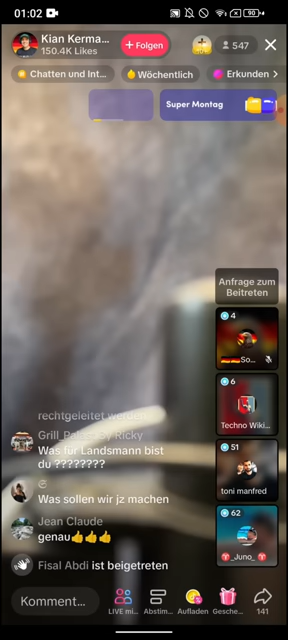 01:02
90
Kian Kerma...
150.4K Likes
+ Folgen
547
Chatten und Int...
Wöchentlich
Erkunden
Super Montag
Anfrage zum
Beitreten
4
So...
6
Techno Wiki...
51
toni manfred
62
_Juno_
rechtgeleitet werden
Ricky
Was für Landsmann bist
du ????????
Was sollen wir jz machen
Jean Claude
genau👍👍👍
Fisal Abdi ist beigetreten
Komment...
LIVE mi...
Abstim...
Aufladen
Gesche...
141